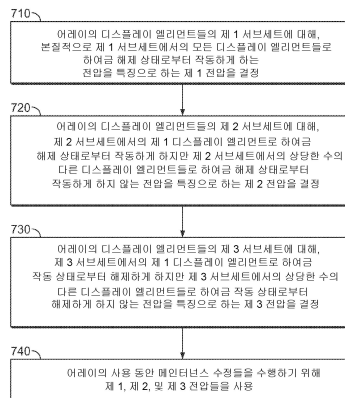 710
어레이의 디스플레이 엘리먼트들의 제 1 서브세트에 대해,
본질적으로 제 1 서브세트에서의 모든 디스플레이 엘리먼트들로
하여금 해제 상태로부터 작동하게 하는
전압을 특징으로 하는 제 1 전압을 결정
720
어레이의 디스플레이 엘리먼트들의 제 2 서브세트에 대해,
제 2 서브세트에서의 제 1 디스플레이 엘리먼트로 하여금
해제 상태로부터 작동하게 하지만 제 2 서브세트에서의 상당한 수의
다른 디스플레이 엘리먼트들로 하여금 해제 상태로부터
작동하게 하지 않는 전압을 특징으로 하는 제 2 전압을 결정
730
어레이의 디스플레이 엘리먼트들의 제 3 서브세트에 대해,
제 3 서브세트에서의 제 1 디스플레이 엘리먼트로 하여금
작동 상태로부터 해제하게 하지만 제 3 서브세트에서의 상당한 수의
다른 디스플레이 엘리먼트들로 하여금 작동 상태로부터
해제하게 하지 않는 전압을 특징으로 하는 제 3 전압을 결정
740
어레이의 사용 동안 메인터넌스 수정들을 수행하기 위해
제 1, 제 2, 및 제 3 전압들을 사용